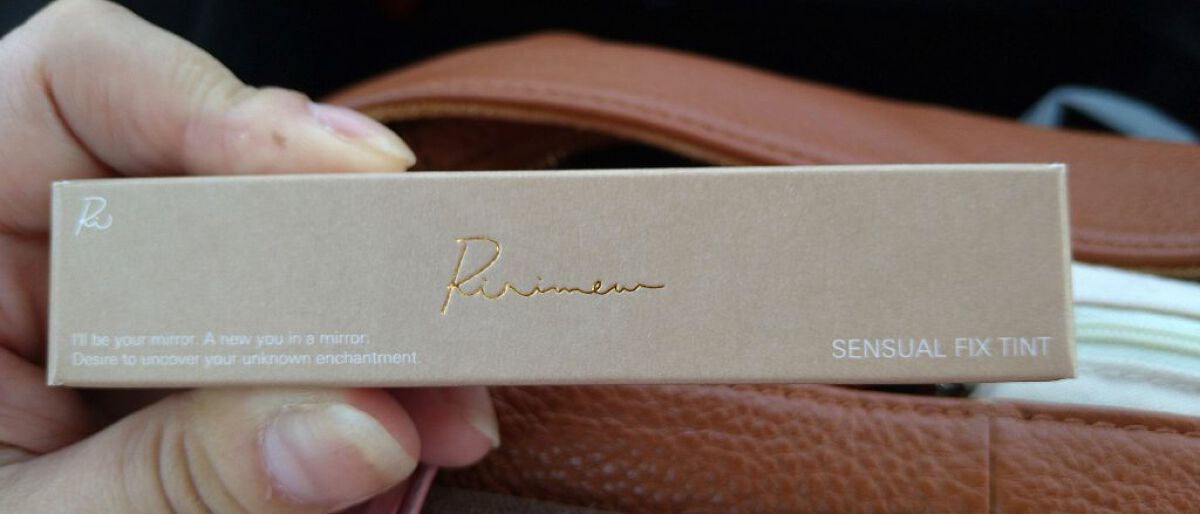 Ri
Ririmew
I'll be your mirror. A new you in a mirror.
Desire to uncover your unknown enchantment.
SENSUAL FIX TINT